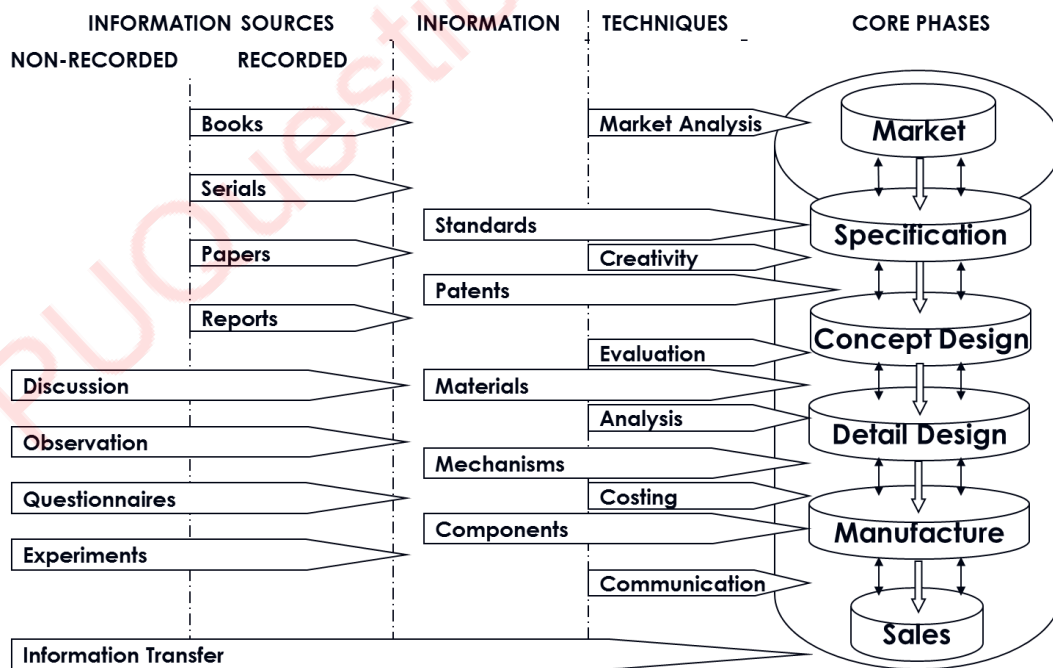 INFORMATION SOURCES
INFORMATION
TECHNIQUES
CORE PHASES
NON-RECORDED
RECORDED
Books
Market Analysis
Market
Serials
Standards
Specification
Papers
Creativity
Patents
Reports
Concept Design
Evaluation
Discussion
Materials
Analysis
Detail Design
Observation
Mechanisms
Questionnaires
Costing
Components
Manufacture
Experiments
Communication
Sales
Information Transfer
PUQuestio